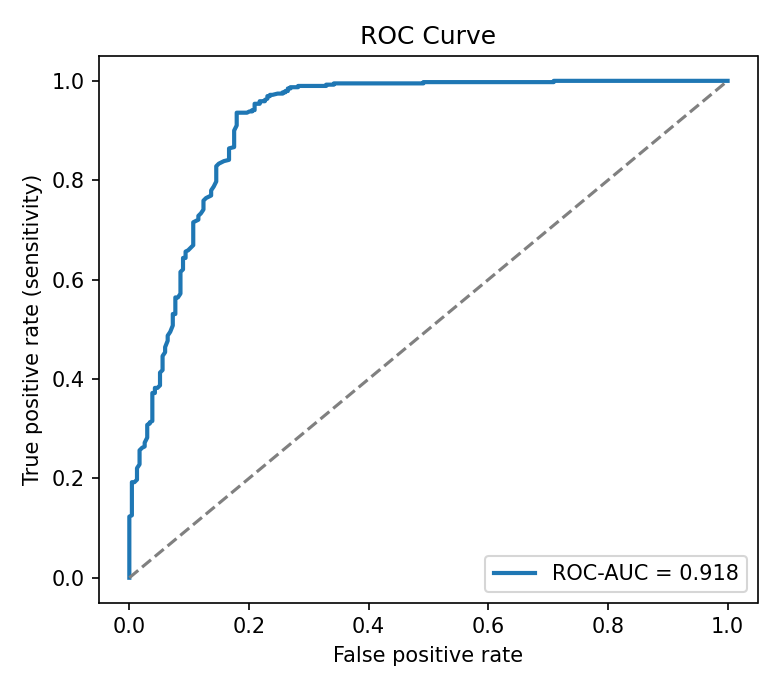 ROC Curve
True positive rate (sensitivity)
1.0
0.8
0.6
0.4
0.2
0.0
ROC-AUC = 0.918
0.0 0.2 0.4 0.6 0.8 1.0
False positive rate